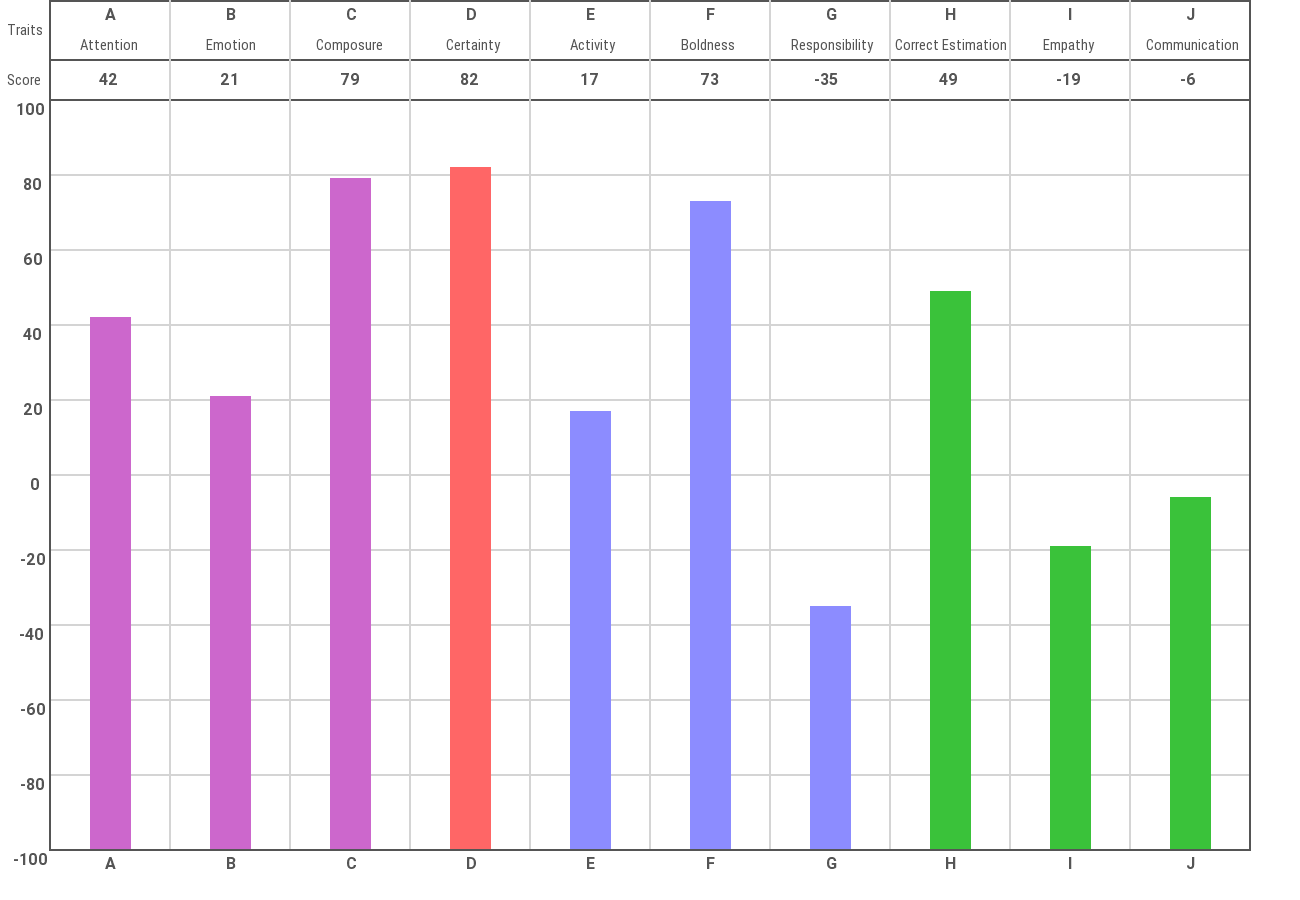 A B C D E F G H I J
Traits
Attention Emotion Composure Certainty Activity Boldness Responsibility Correct Estimation Empathy Communication
Score 42 21 79 82 17 73 -35 49 -19 -6
100
80
60
40
20
0
-20
-40
-60
-80
-100
A B C D E F G H I J